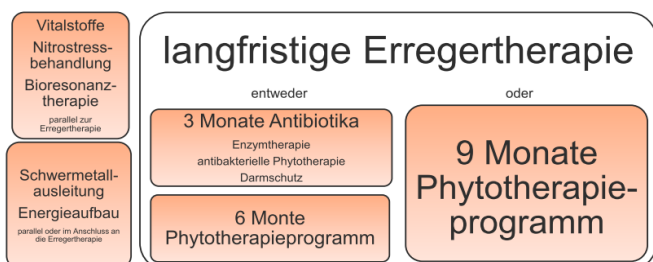 Vitalstoffe
Nitrostress-
behandlung
Bioresonanz-
therapie
parallel zur
Erregertherapie
Schwermetall-
ausleitung
Energieaufbau
parallel oder im Anschluss an
die Erregertherapie
langfristige Erregertherapie
entweder
oder
3 Monate Antibiotika
Enzymtherapie
antibakterielle Phytotherapie
Darmschutz
6 Monte
Phytotherapieprogramm
9 Monate
Phytotherapie-
programm